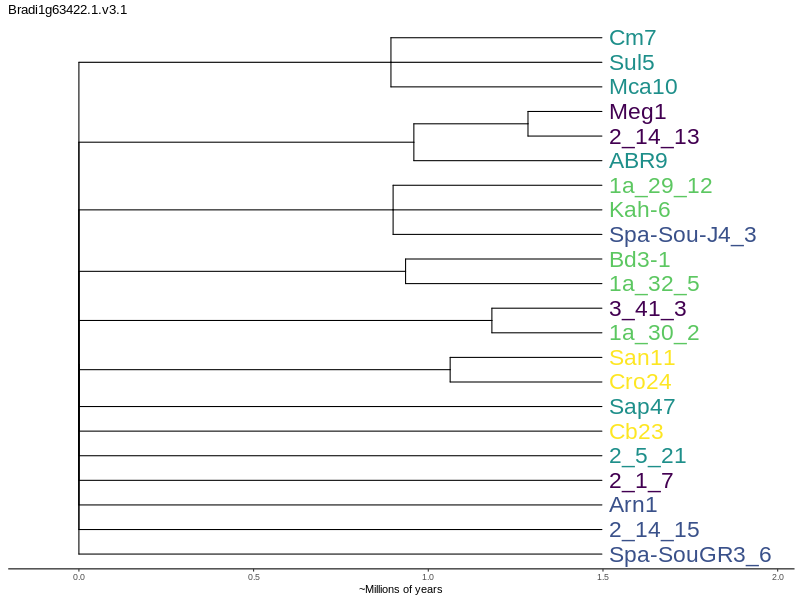 Bradi1g63422.1.v3.1
Cm7
Sul5
Mca10
Meg1
2_14_13
ABR9
1a_29_12
Kah-6
Spa-Sou-J4_3
Bd3-1
1a_32_5
3_41_3
1a_30_2
San11
Cro24
Sap47
Cb23
2_5_21
2_1_7
Arn1
2_14_15
Spa-SouGR3_6
0.0 0.5 1.0 1.5 2.0
~Millions of years